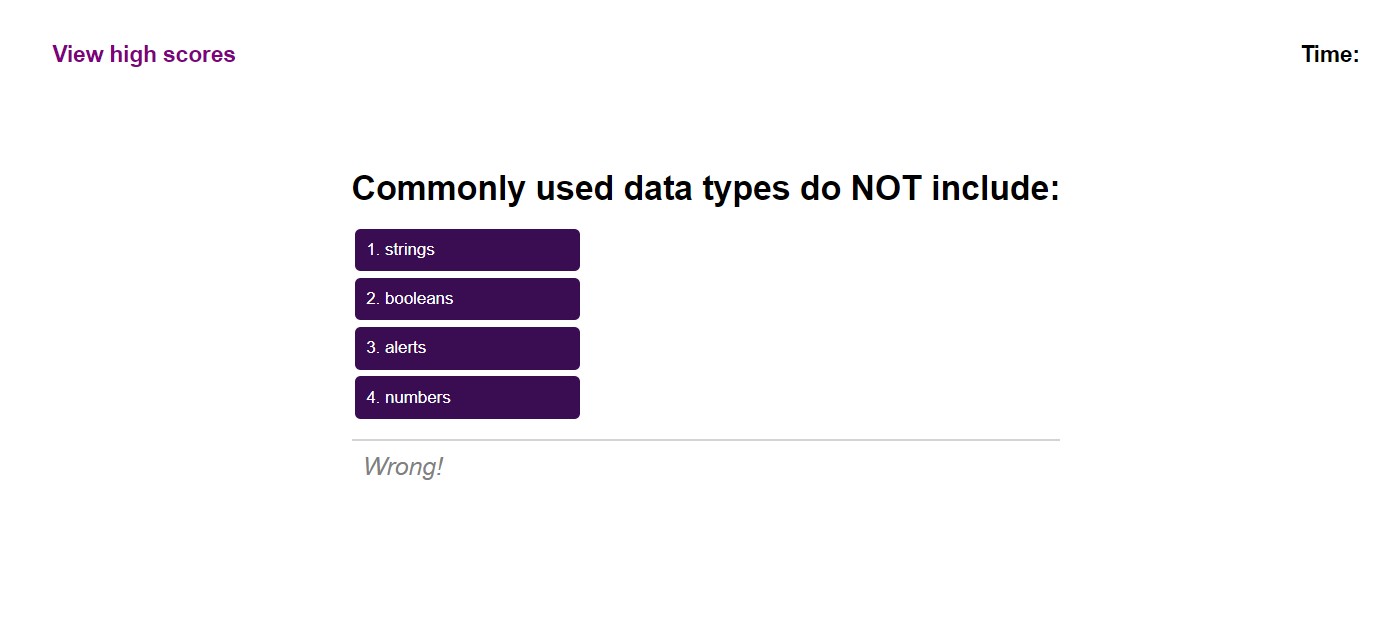 View high scores
Time:
Commonly used data types do NOT include:
1. strings
2. booleans
3. alerts
4. numbers
Wrong!